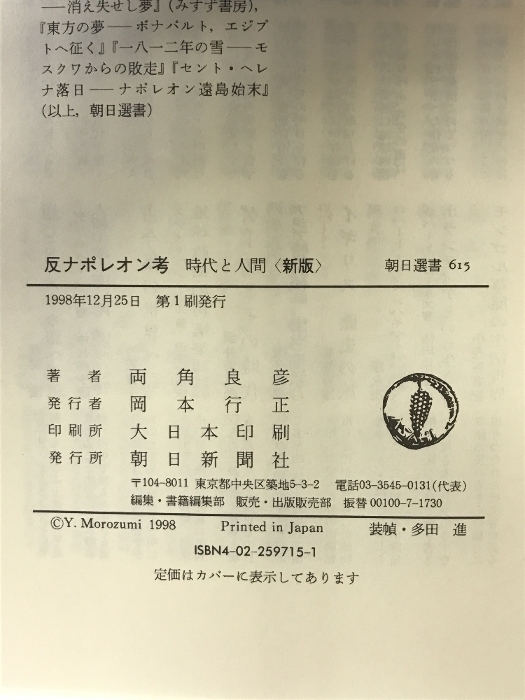 ――消え失せし夢』(みすず書房),
『東方の夢――ボナパルト, エジプ
トへ征く』『一八一二年の雪――モ
スクワからの敗走』『セント・ヘレ
ナ落日――ナポレオン遠島始末』
(以上, 朝日選書)
反ナポレオン考 時代と人間〈新版〉 朝日選書 615
1998年12月25日 第1刷発行
著者 両角良彦
発行者 岡本行正
印刷所 大日本印刷
発行所 朝日新聞社
〒104-8011 東京都中央区築地5-3-2 電話03-3545-0131(代表)
編集・書籍編集部 販売・出版販売部 振替00100-7-1730
©Y. Morozumi 1998 Printed in Japan 装幀・多田 進
ISBN4-02-259715-1
定価はカバーに表示してあります